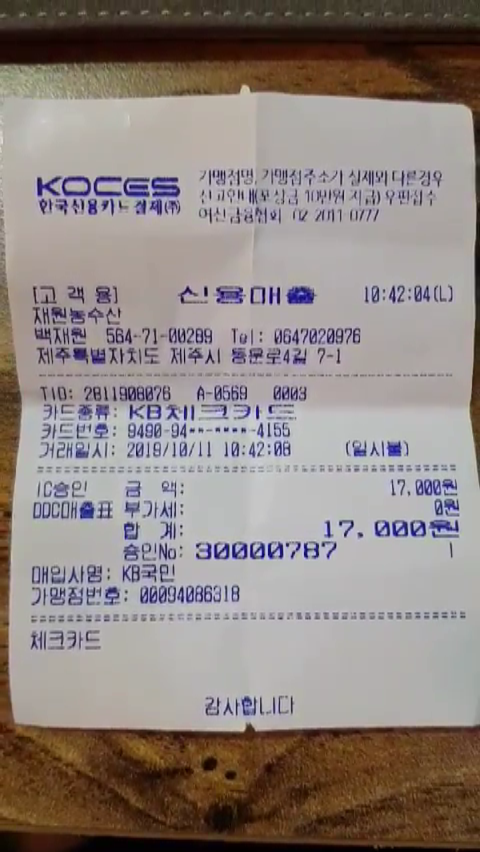 KOCES
한국신용카드결제(주)
가맹점명, 가맹점주소가 실제와 다른경우
신고안내(포상금 10만원 지급) 우편접수
여신금융협회 02 2011-0777
[고 객 용] 신용매출 10:42:04(L)
재원농수산
백재원 564-71-00289 Tel: 0647020976
제주특별자치도 제주시 동문로4길 7-1
TID: 2811908076 A-0569 0003
카드종류: KB체크카드
카드번호: 9490-94**-****-4155
거래일시: 2019/10/11 10:42:08 (일시불)
IC승인 금 액: 17,000원
DDC매출표 부가세: 0원
합 계: 17,000원
승인No: 30000787 1
매입사명: KB국민
가맹점번호: 00094086318
체크카드
감사합니다